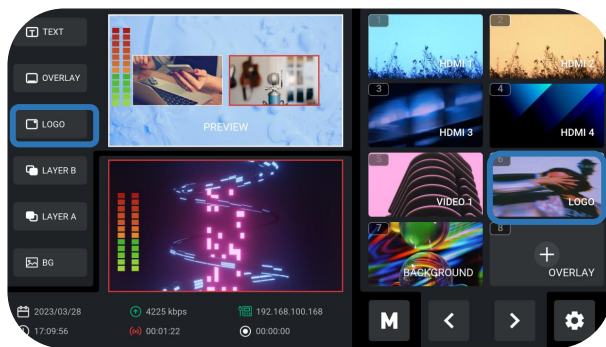 TEXT
OVERLAY
LOGO
LAYER B
LAYER A
BG
PREVIEW
1
HDMI 1
2
HDMI 2
3
HDMI 3
4
HDMI 4
5
VIDEO 1
6
LOGO
7
BACKGROUND
8
OVERLAY
2023/03/28
4225 kbps
192.168.100.168
17:09:56
00:01:22
00:00:00
M